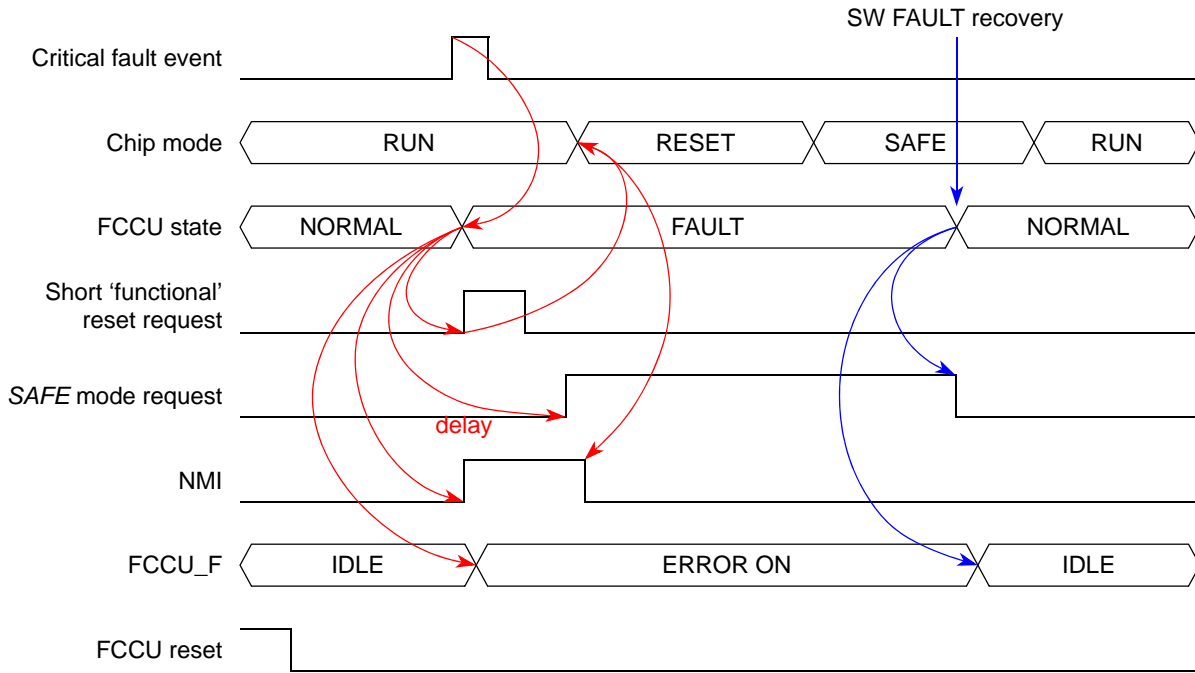 SW FAULT recovery
Critical fault event
Chip mode
RUN
RESET
SAFE
RUN
FCCU state
NORMAL
FAULT
NORMAL
Short ‘functional’
reset request
SAFE mode request
delay
NMI
FCCU_F
IDLE
ERROR ON
IDLE
FCCU reset